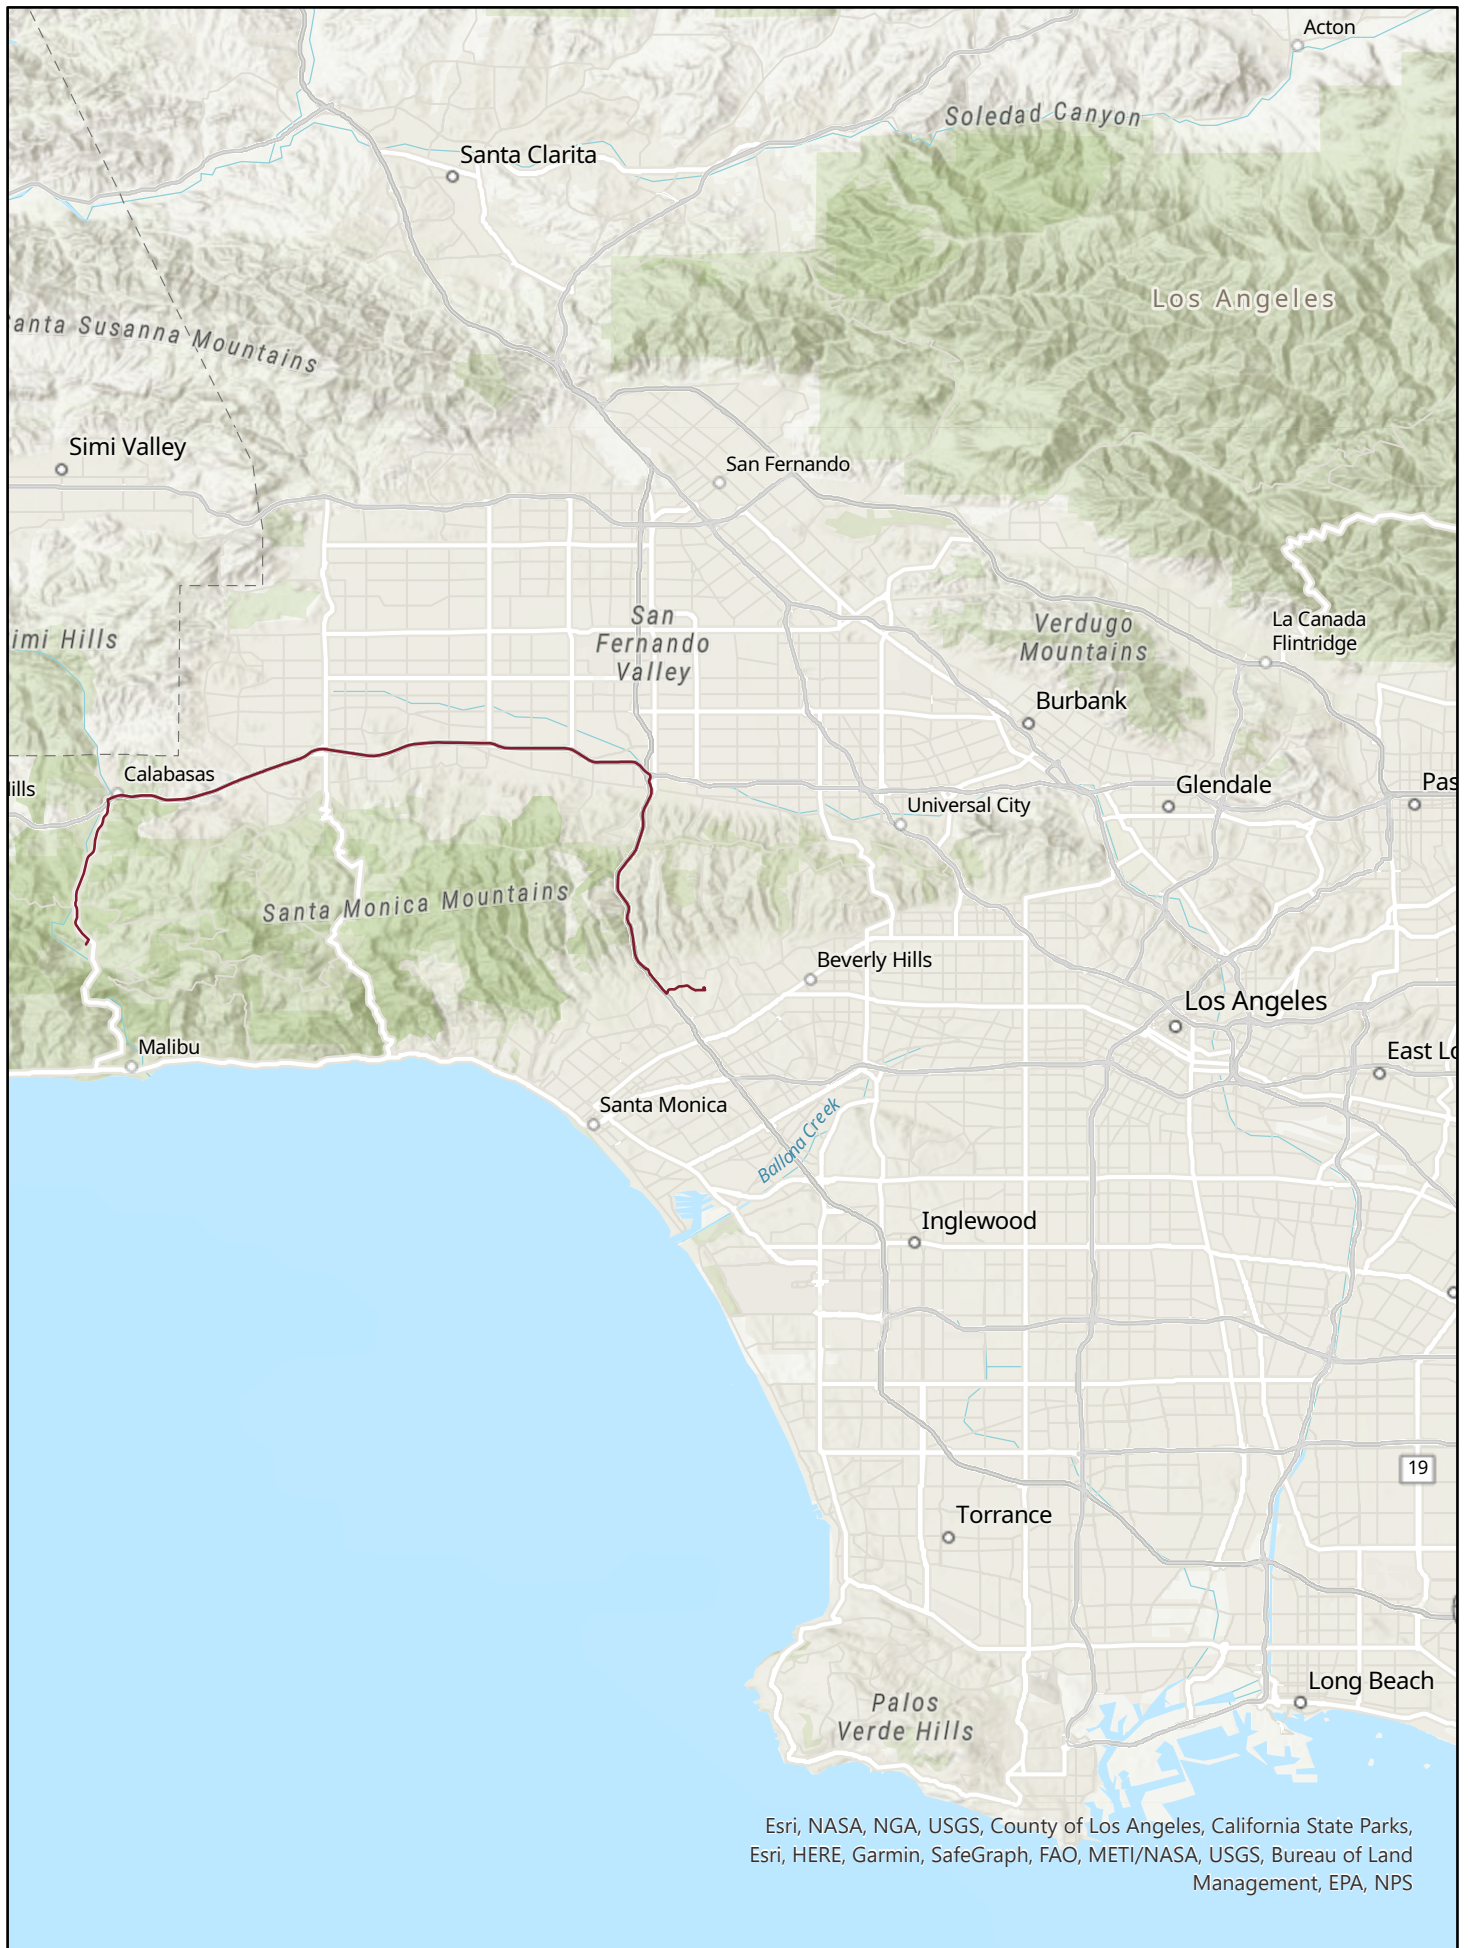 Acton
Soledad Canyon
Santa Clarita
Los Angeles
anta Susanna Mountains
Simi Valley
San Fernando
San
Fernando
Valley
imi Hills
Verdugo
Mountains
La Canada
Flintridge
Burbank
Calabasas
ills
Glendale
Pas
Universal City
Santa Monica Mountains
Beverly Hills
Los Angeles
Malibu
East Lo
Santa Monica
Ballona Creek
Inglewood
19
Torrance
Long Beach
Palos
Verde Hills
Esri, NASA, NGA, USGS, County of Los Angeles, California State Parks,
Esri, HERE, Garmin, SafeGraph, FAO, METI/NASA, USGS, Bureau of Land
Management, EPA, NPS